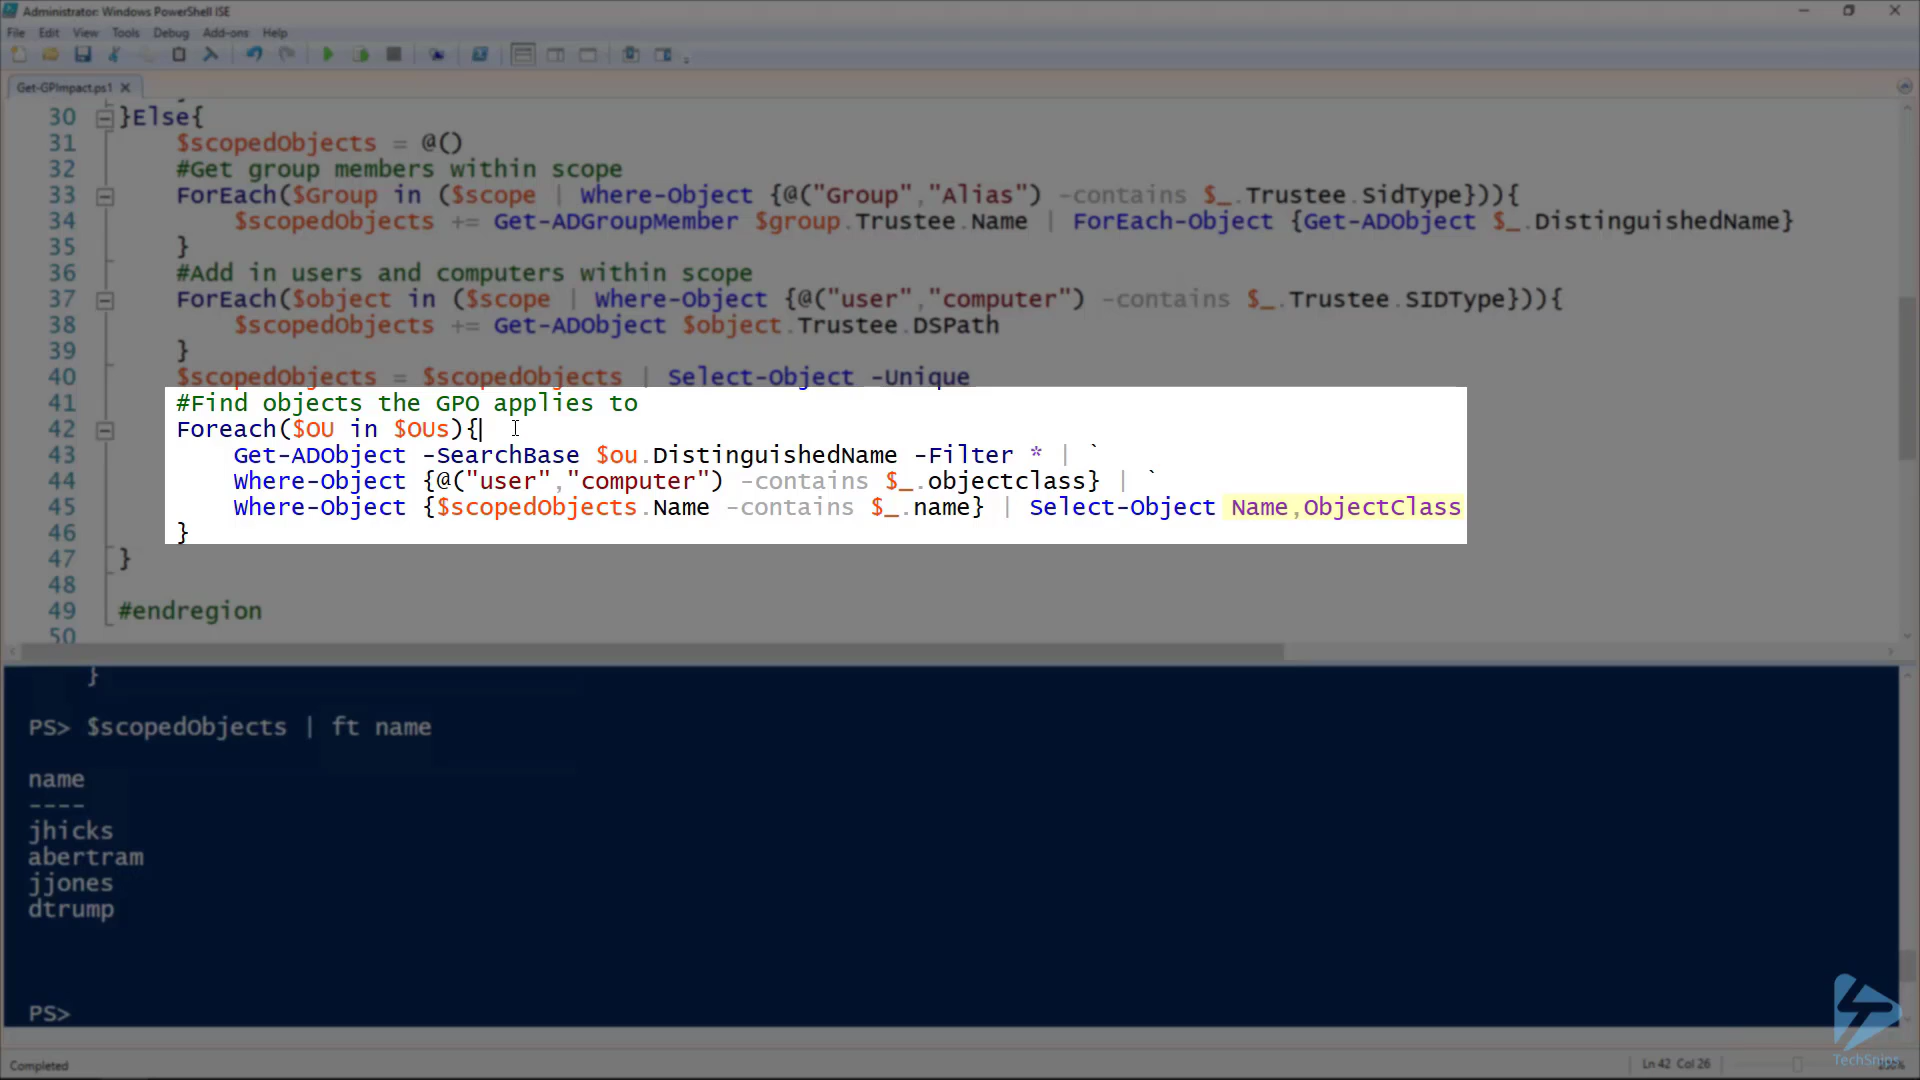 Administrator: Windows PowerShell ISE
File Edit View Tools Debug Add-ons Help
Get-GPImpact.ps1
30 }Else{
31 $scopedObjects = @()
32 #Get group members within scope
33 ForEach($Group in ($scope | Where-Object {@("Group","Alias") -contains $_.Trustee.SidType})){
34 $scopedObjects += Get-ADGroupMember $group.Trustee.Name | ForEach-Object {Get-ADObject $_.DistinguishedName}
35 }
36 #Add in users and computers within scope
37 ForEach($object in ($scope | Where-Object {@("user","computer") -contains $_.Trustee.SIDType})){
38 $scopedObjects += Get-ADObject $object.Trustee.DSPath
39 }
40 $scopedObjects = $scopedObjects | Select-Object -Unique
41 #Find objects the GPO applies to
42 Foreach($OU in $OUs){
43 Get-ADObject -SearchBase $ou.DistinguishedName -Filter * | `
44 Where-Object {@("user","computer") -contains $_.objectclass} | `
45 Where-Object {$scopedObjects.Name -contains $_.name} | Select-Object Name,ObjectClass
46 }
47 }
48
49 #endregion
50
}
PS> $scopedObjects | ft name
name
----
jhicks
abertram
jjones
dtrump
PS>
Completed
Ln 42 Col 26
TechSnips